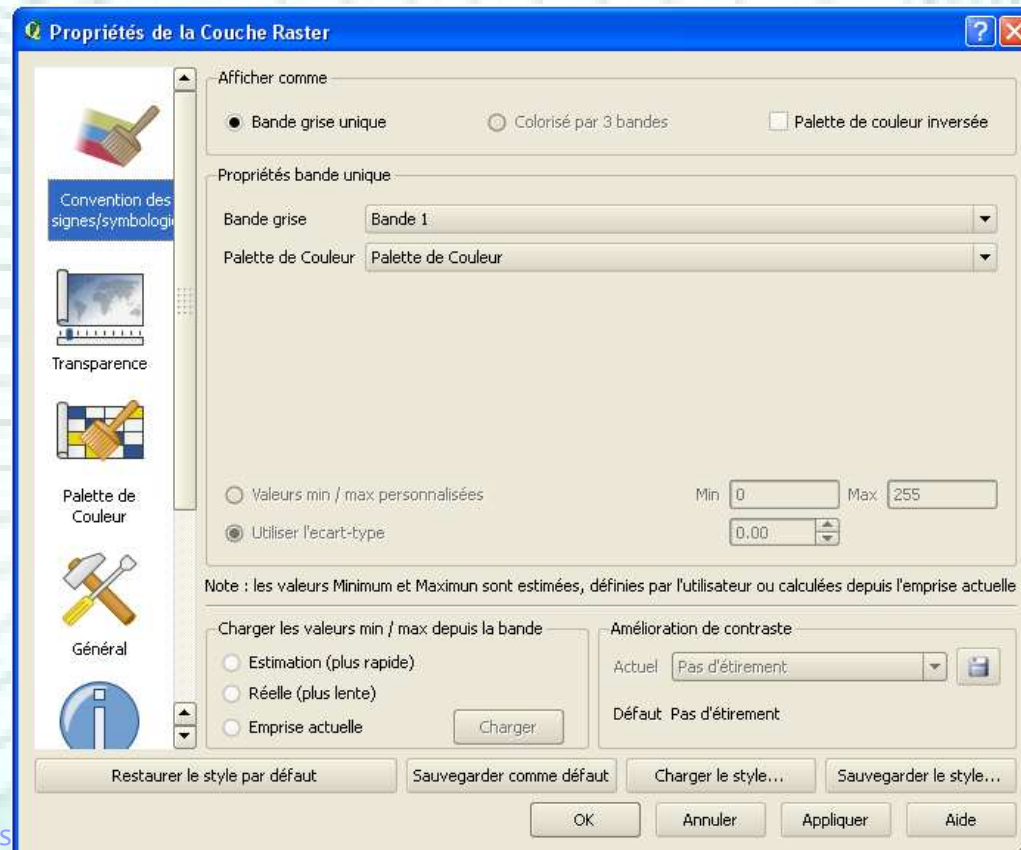 Propriétés de la Couche Raster
Convention des
signes/symbologi
Transparence
Palette de
Couleur
Général
Afficher comme
Bande grise unique
Colorisé par 3 bandes
Palette de couleur inversée
Propriétés bande unique
Bande grise
Bande 1
Palette de Couleur
Palette de Couleur
Valeurs min / max personnalisées
Min 0
Max 255
Utiliser l'ecart-type
0.00
Note : les valeurs Minimum et Maximun sont estimées, définies par l'utilisateur ou calculées depuis l'emprise actuelle
Charger les valeurs min / max depuis la bande
Estimation (plus rapide)
Réelle (plus lente)
Emprise actuelle
Charger
Amélioration de contraste
Actuel
Pas d'étirement
Défaut Pas d'étirement
Restaurer le style par défaut
Sauvegarder comme défaut
Charger le style...
Sauvegarder le style...
OK
Annuler
Appliquer
Aide